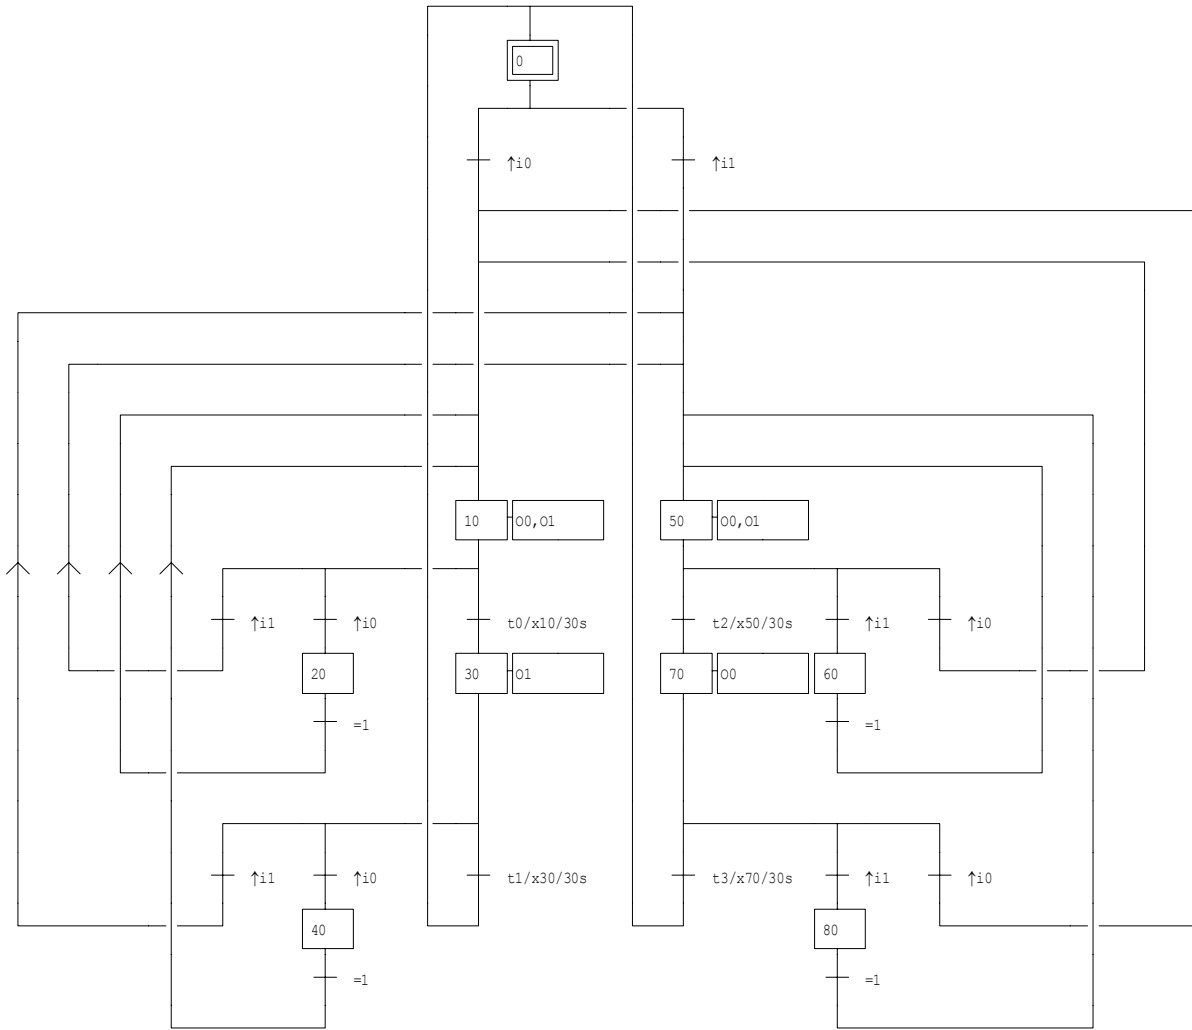 0
↑i0 ↑i1
10 O0,O1 50 O0,O1
↑i1 ↑i0 t0/x10/30s t2/x50/30s ↑i1 ↑i0
20 30 O1 70 O0 60
=1 =1
↑i1 ↑i0 t1/x30/30s t3/x70/30s ↑i1 ↑i0
40 80
=1 =1